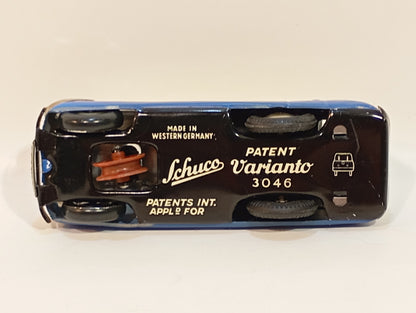 MADE IN
WESTERN GERMANY
Schuco
PATENT
Varianto
3046
PATENTS INT.
APPLD FOR